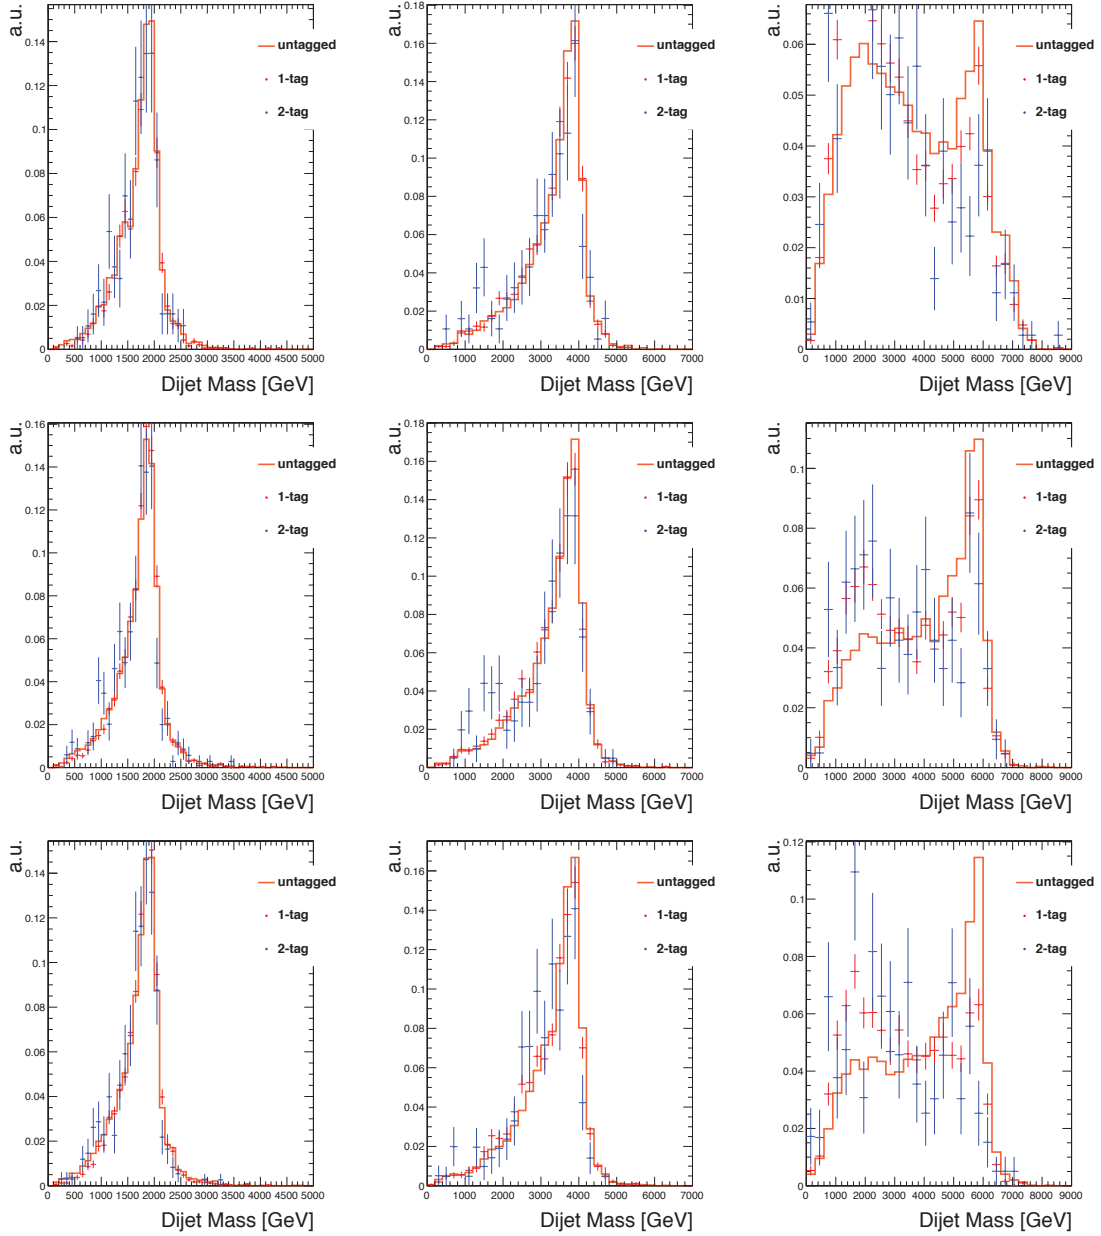 a.u.
0.14
0.12
0.1
0.08
0.06
0.04
0.02
0
untagged
1-tag
2-tag
0 500 1000 1500 2000 2500 3000 3500 4000 4500 5000
Dijet Mass [GeV]
a.u.
0.18
0.16
0.14
0.12
0.1
0.08
0.06
0.04
0.02
0
untagged
1-tag
2-tag
0 1000 2000 3000 4000 5000 6000 7000
Dijet Mass [GeV]
a.u.
0.06
0.05
0.04
0.03
0.02
0.01
0
untagged
1-tag
2-tag
0 1000 2000 3000 4000 5000 6000 7000 8000 9000
Dijet Mass [GeV]
a.u.
0.16
0.14
0.12
0.1
0.08
0.06
0.04
0.02
0
untagged
1-tag
2-tag
0 500 1000 1500 2000 2500 3000 3500 4000 4500 5000
Dijet Mass [GeV]
a.u.
0.18
0.16
0.14
0.12
0.1
0.08
0.06
0.04
0.02
0
untagged
1-tag
2-tag
0 1000 2000 3000 4000 5000 6000 7000
Dijet Mass [GeV]
a.u.
0.1
0.08
0.06
0.04
0.02
0
untagged
1-tag
2-tag
0 1000 2000 3000 4000 5000 6000 7000 8000 9000
Dijet Mass [GeV]
a.u.
0.14
0.12
0.1
0.08
0.06
0.04
0.02
0
untagged
1-tag
2-tag
0 500 1000 1500 2000 2500 3000 3500 4000 4500 5000
Dijet Mass [GeV]
a.u.
0.16
0.14
0.12
0.1
0.08
0.06
0.04
0.02
0
untagged
1-tag
2-tag
0 1000 2000 3000 4000 5000 6000 7000
Dijet Mass [GeV]
a.u.
0.12
0.1
0.08
0.06
0.04
0.02
0
untagged
1-tag
2-tag
0 1000 2000 3000 4000 5000 6000 7000 8000 9000
Dijet Mass [GeV]